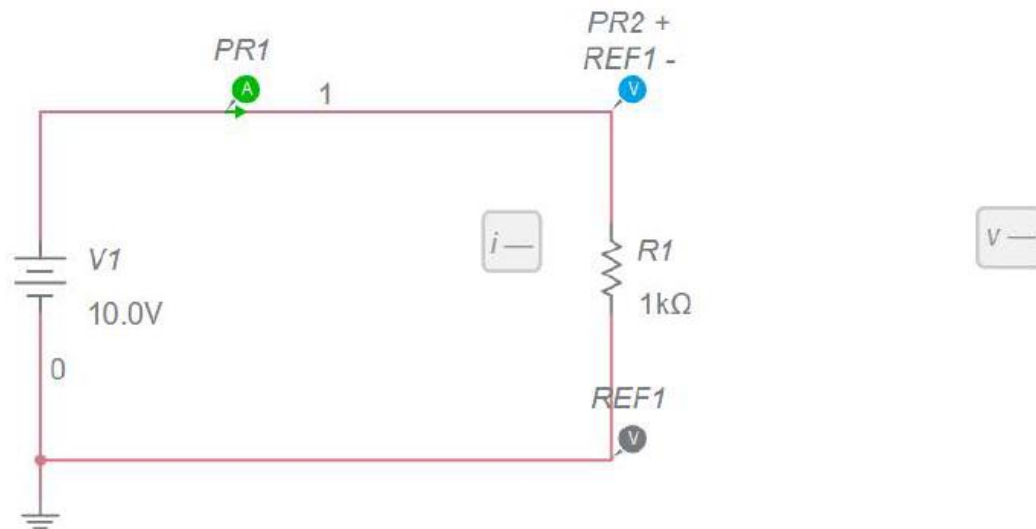 PR1
A
1
PR2 +
REF1 -
V
V1
10.0V
0
i —
R1
1kΩ
REF1
V
v —